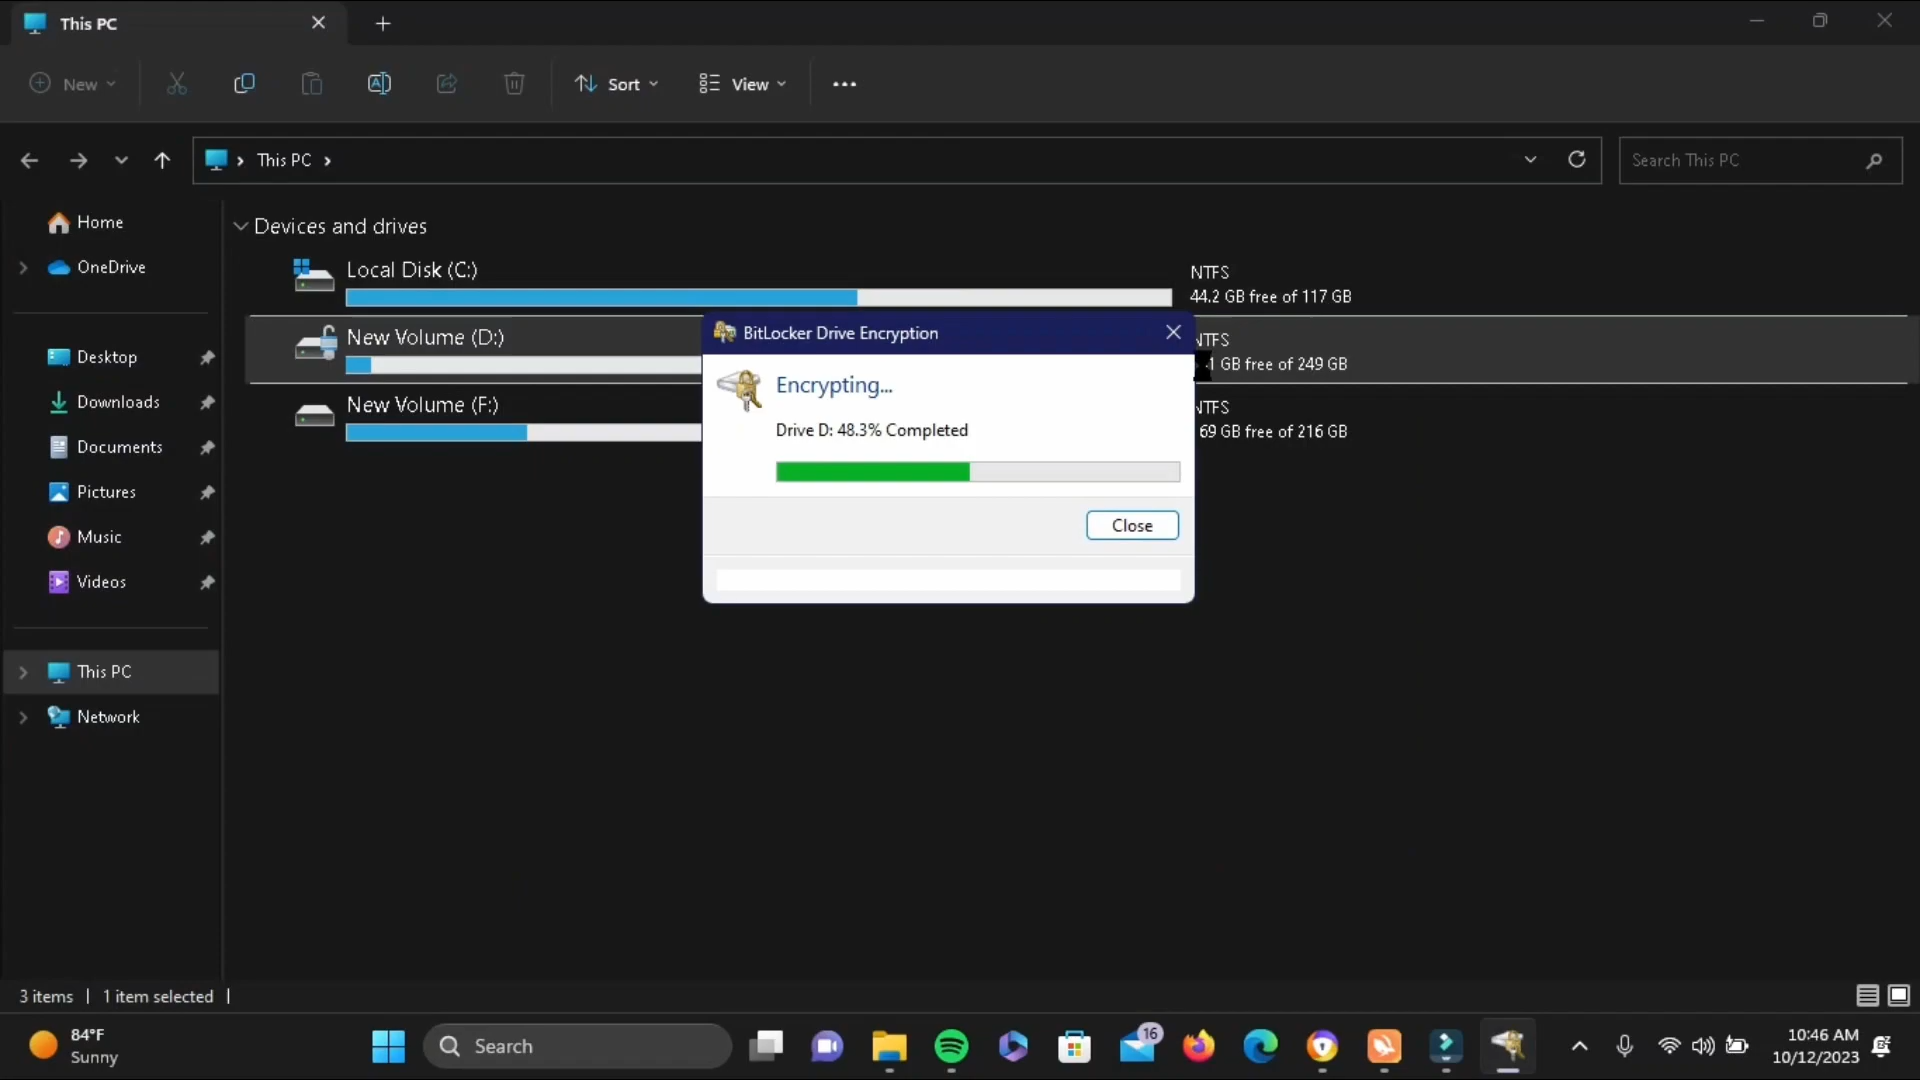 This PC
New
Sort
View
This PC
Search This PC
Home
OneDrive
Desktop
Downloads
Documents
Pictures
Music
Videos
This PC
Network
Devices and drives
Local Disk (C:)
NTFS
44.2 GB free of 117 GB
New Volume (D:)
GB free of 249 GB
New Volume (F:)
69 GB free of 216 GB
BitLocker Drive Encryption
Encrypting...
Drive D: 48.3% Completed
Close
3 items
1 item selected
84°F
Sunny
Search
16
10:46 AM
10/12/2023